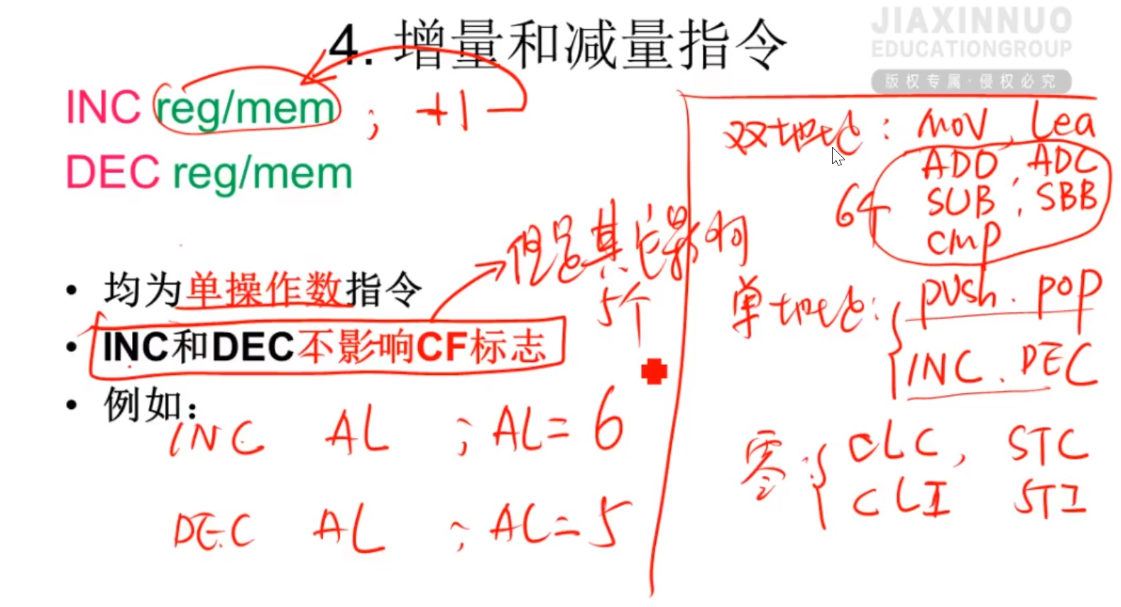 JIAXINNUO
EDUCATIONGROUP
版权专属·侵权必究
4. 增量和减量指令
INC reg/mem ; +1
DEC reg/mem
但是其它影响
5个
• 均为单操作数指令
• INC和DEC不影响CF标志
• 例如：
INC AL ; AL=6
DEC AL ; AL=5
双地址: MOV, Lea
ADD, ADC
6个 SUB, SBB
CMP
单地址: push. POP
INC. DEC
零: CLC, STC
CLI STI